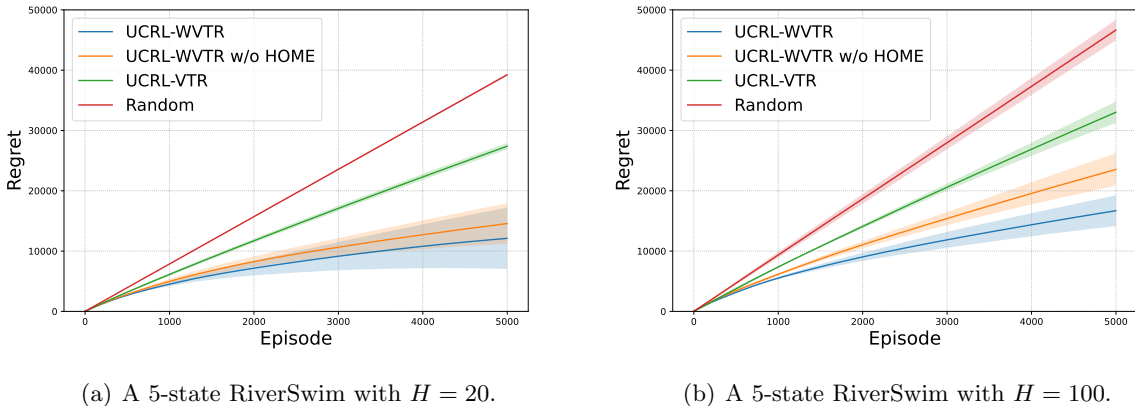 50000
40000
30000
20000
10000
0
Regret
UCRL-WVTR
UCRL-WVTR w/o HOME
UCRL-VTR
Random
0 1000 2000 3000 4000 5000
Episode
(a) A 5-state RiverSwim with H = 20.
50000
40000
30000
20000
10000
0
Regret
UCRL-WVTR
UCRL-WVTR w/o HOME
UCRL-VTR
Random
0 1000 2000 3000 4000 5000
Episode
(b) A 5-state RiverSwim with H = 100.